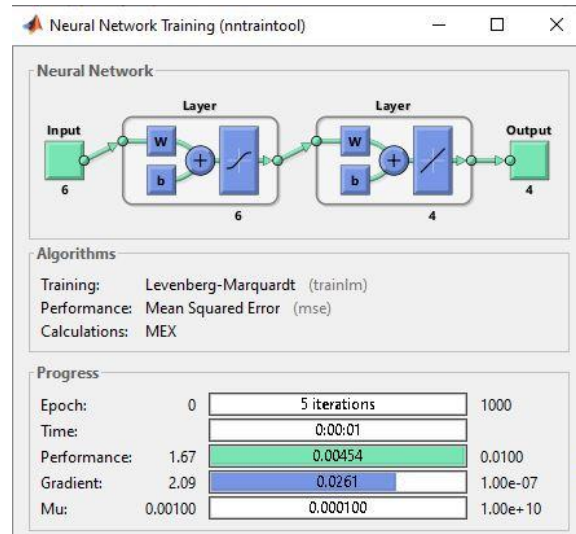 Neural Network Training (nntraintool)
Neural Network
Layer Layer
Input Output
W W
b b
6 6 4 4
Algorithms
Training: Levenberg-Marquardt (trainlm)
Performance: Mean Squared Error (mse)
Calculations: MEX
Progress
Epoch: 0 5 iterations 1000
Time: 0:00:01
Performance: 1.67 0.00454 0.0100
Gradient: 2.09 0.0261 1.00e-07
Mu: 0.00100 0.000100 1.00e+10